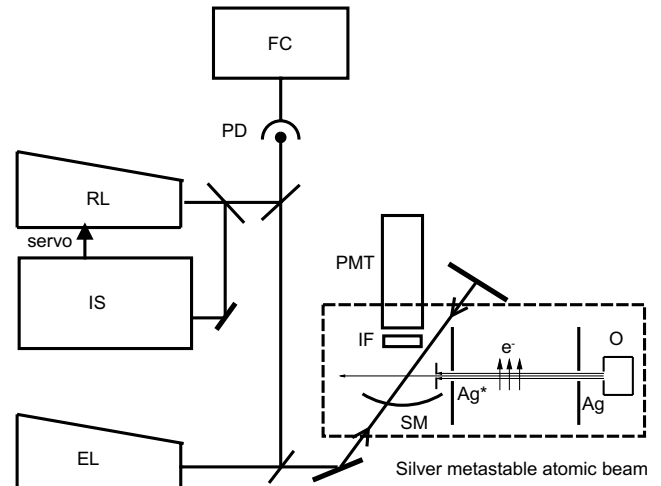 FC
PD
RL
servo
IS
PMT
IF
e-
O
Ag*
Ag
SM
EL
Silver metastable atomic beam